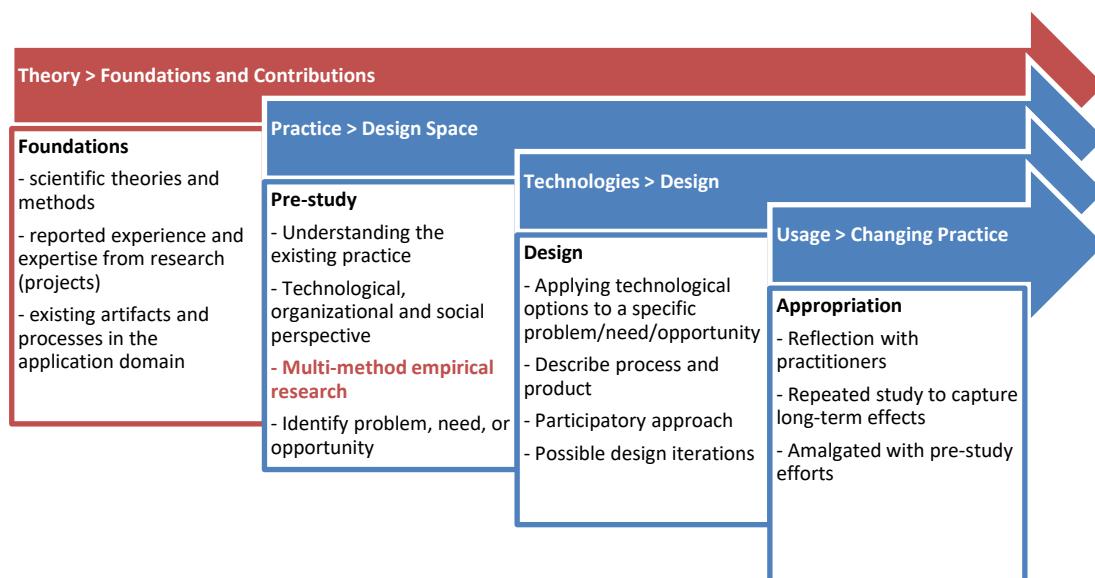 Theory > Foundations and Contributions
Foundations
- scientific theories and
methods
- reported experience and
expertise from research
(projects)
- existing artifacts and
processes in the
application domain
Practice > Design Space
Pre-study
- Understanding the
existing practice
- Technological,
organizational and social
perspective
- Multi-method empirical
research
- Identify problem, need, or
opportunity
Technologies > Design
Design
- Applying technological
options to a specific
problem/need/opportunity
- Describe process and
product
- Participatory approach
- Possible design iterations
Usage > Changing Practice
Appropriation
- Reflection with
practitioners
- Repeated study to capture
long-term effects
- Amalgated with pre-study
efforts